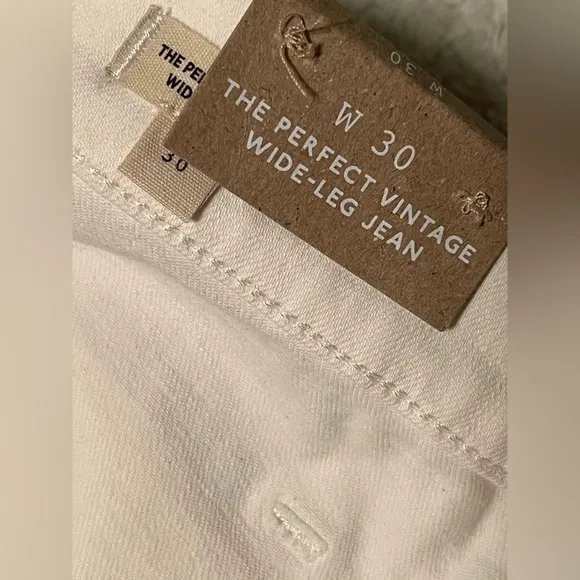 THE PE
WID
30
W 30
W 30
THE PERFECT VINTAGE
WIDE-LEG JEAN